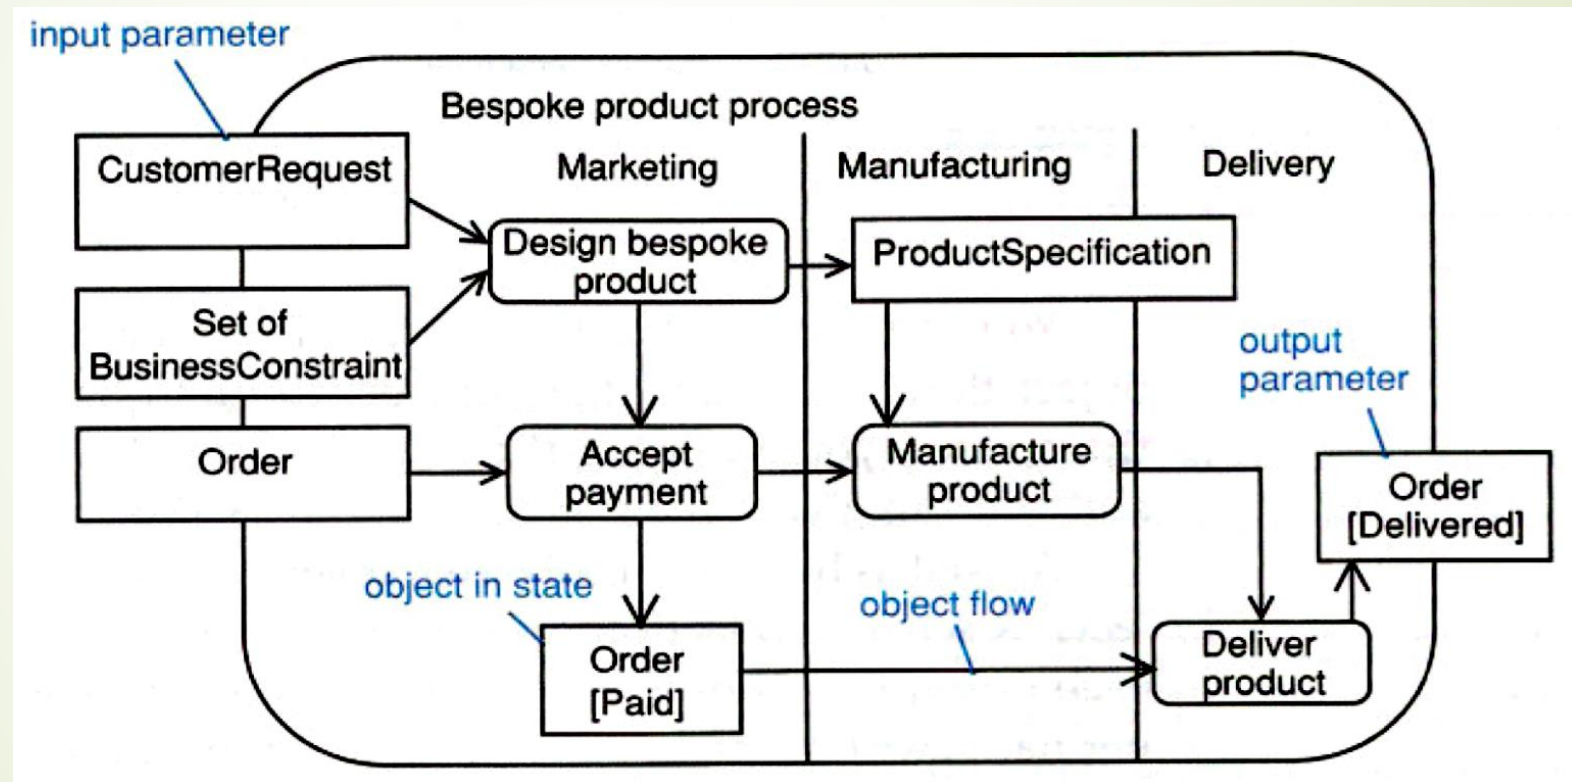 input parameter
Bespoke product process
CustomerRequest
Marketing
Manufacturing
Delivery
Design bespoke
product
ProductSpecification
Set of
BusinessConstraint
output
parameter
Order
Accept
payment
Manufacture
product
Order
[Delivered]
object in state
object flow
Order
[Paid]
Deliver
product